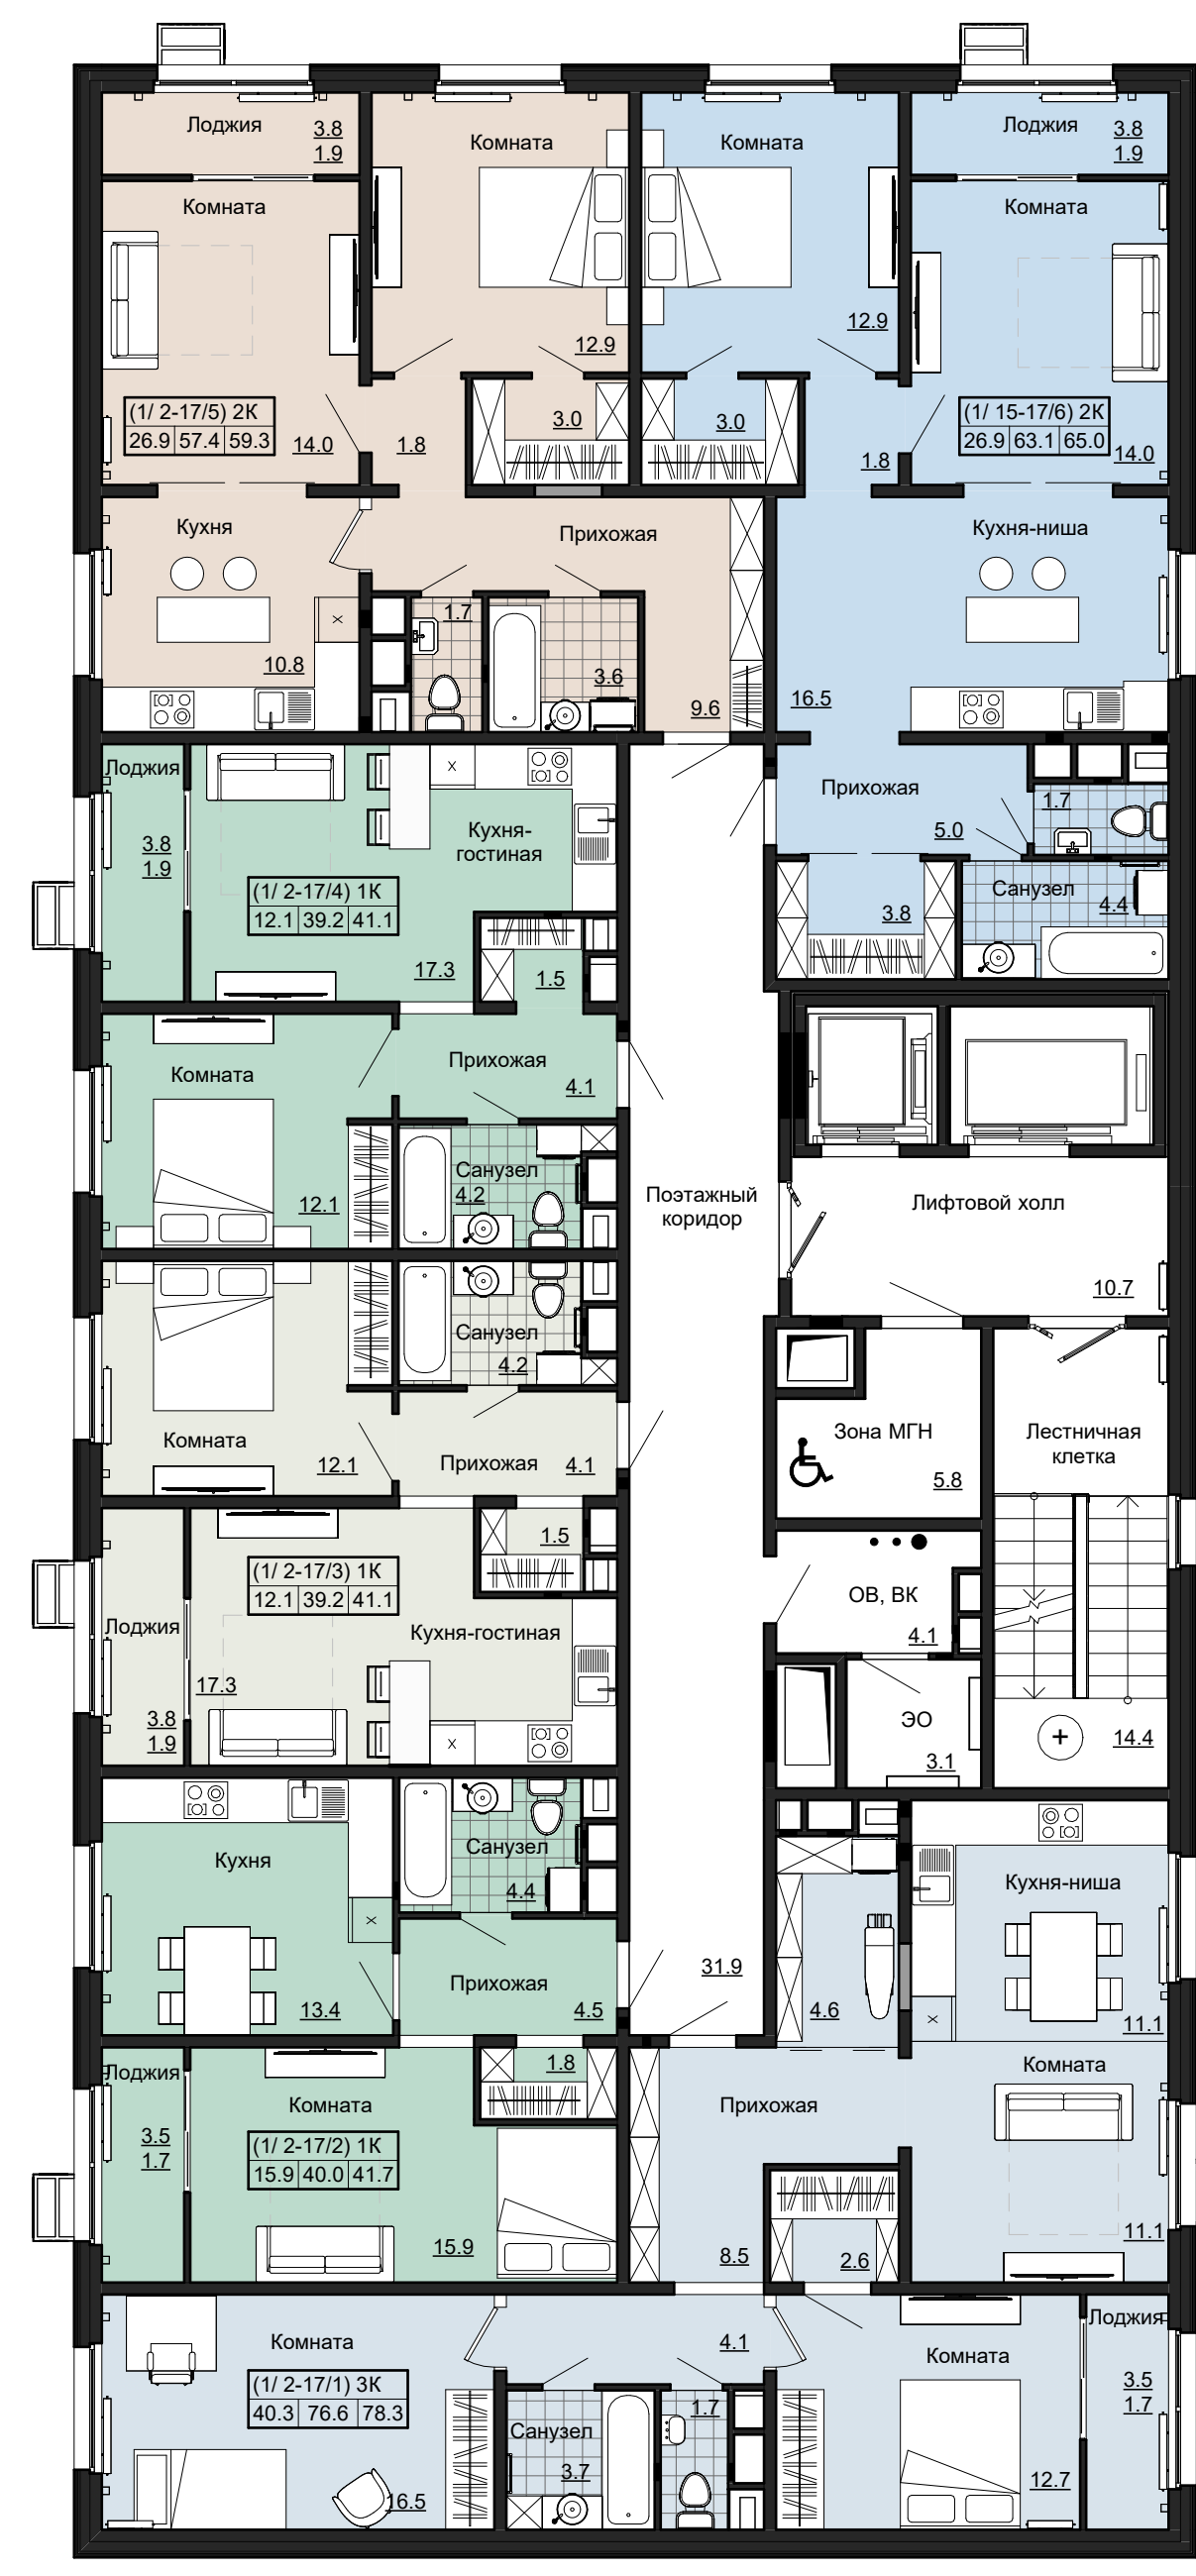 Лоджия
3.8
1.9
Комната
Комната
Лоджия
3.8
1.9
Комната
Комната
12.9
12.9
(1/ 2-17/5) 2К
26.9 57.4 59.3
14.0
1.8
3.0
3.0
1.8
(1/ 15-17/6) 2К
26.9 63.1 65.0
14.0
Кухня
Прихожая
Кухня-ниша
x
1.7
3.6
10.8
9.6
16.5
Лоджия
3.8
1.9
x
Кухня-
гостиная
(1/ 2-17/4) 1К
12.1 39.2 41.1
17.3
1.5
Прихожая
5.0
1.7
3.8
Санузел
4.4
Комната
Прихожая
4.1
12.1
Санузел
4.2
Поэтажный
коридор
Лифтовой холл
10.7
Санузел
4.2
Комната
12.1
Прихожая
4.1
Зона МГН
5.8
Лестничная
клетка
1.5
(1/ 2-17/3) 1К
12.1 39.2 41.1
Лоджия
3.8
1.9
17.3
Кухня-гостиная
x
ОВ, ВК
4.1
ЭО
3.1
+
14.4
Кухня
x
13.4
Санузел
4.4
Прихожая
4.5
31.9
4.6
Кухня-ниша
x
11.1
Лоджия
3.5
1.7
Комната
1.8
(1/ 2-17/2) 1К
15.9 40.0 41.7
15.9
Прихожая
8.5
2.6
Комната
11.1
Комната
(1/ 2-17/1) 3К
40.3 76.6 78.3
16.5
4.1
Санузел
3.7
1.7
Комната
12.7
Лоджия
3.5
1.7